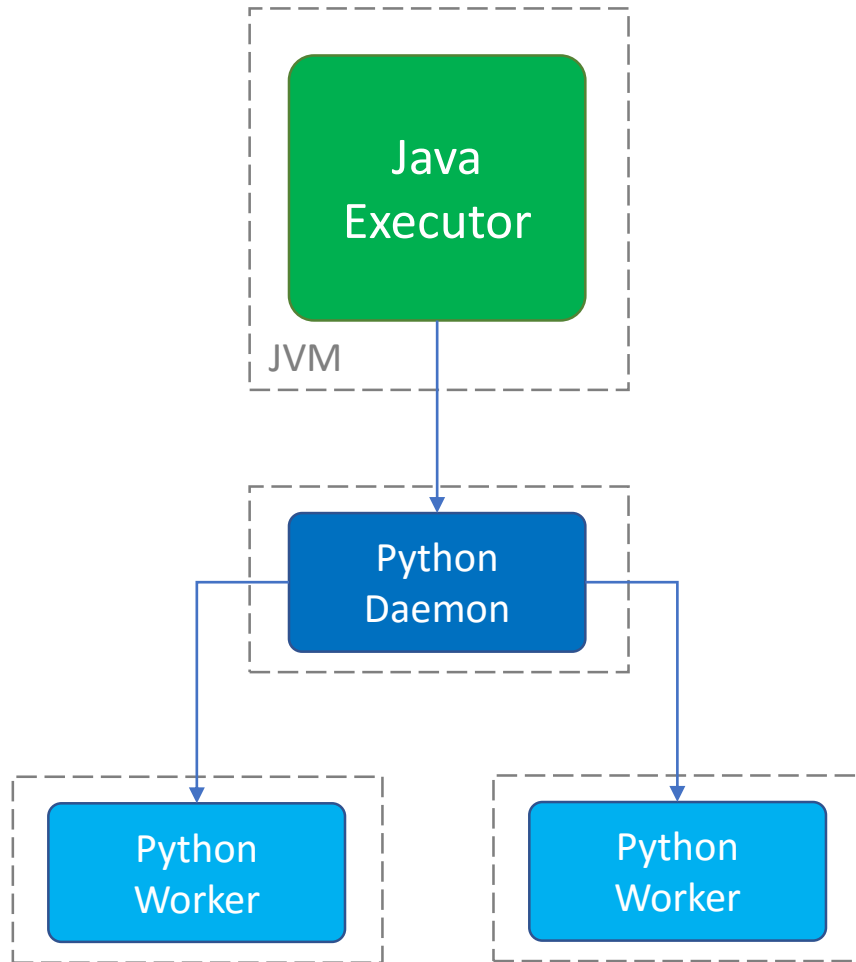 Java
Executor
JVM
Python
Daemon
Python
Worker
Python
Worker